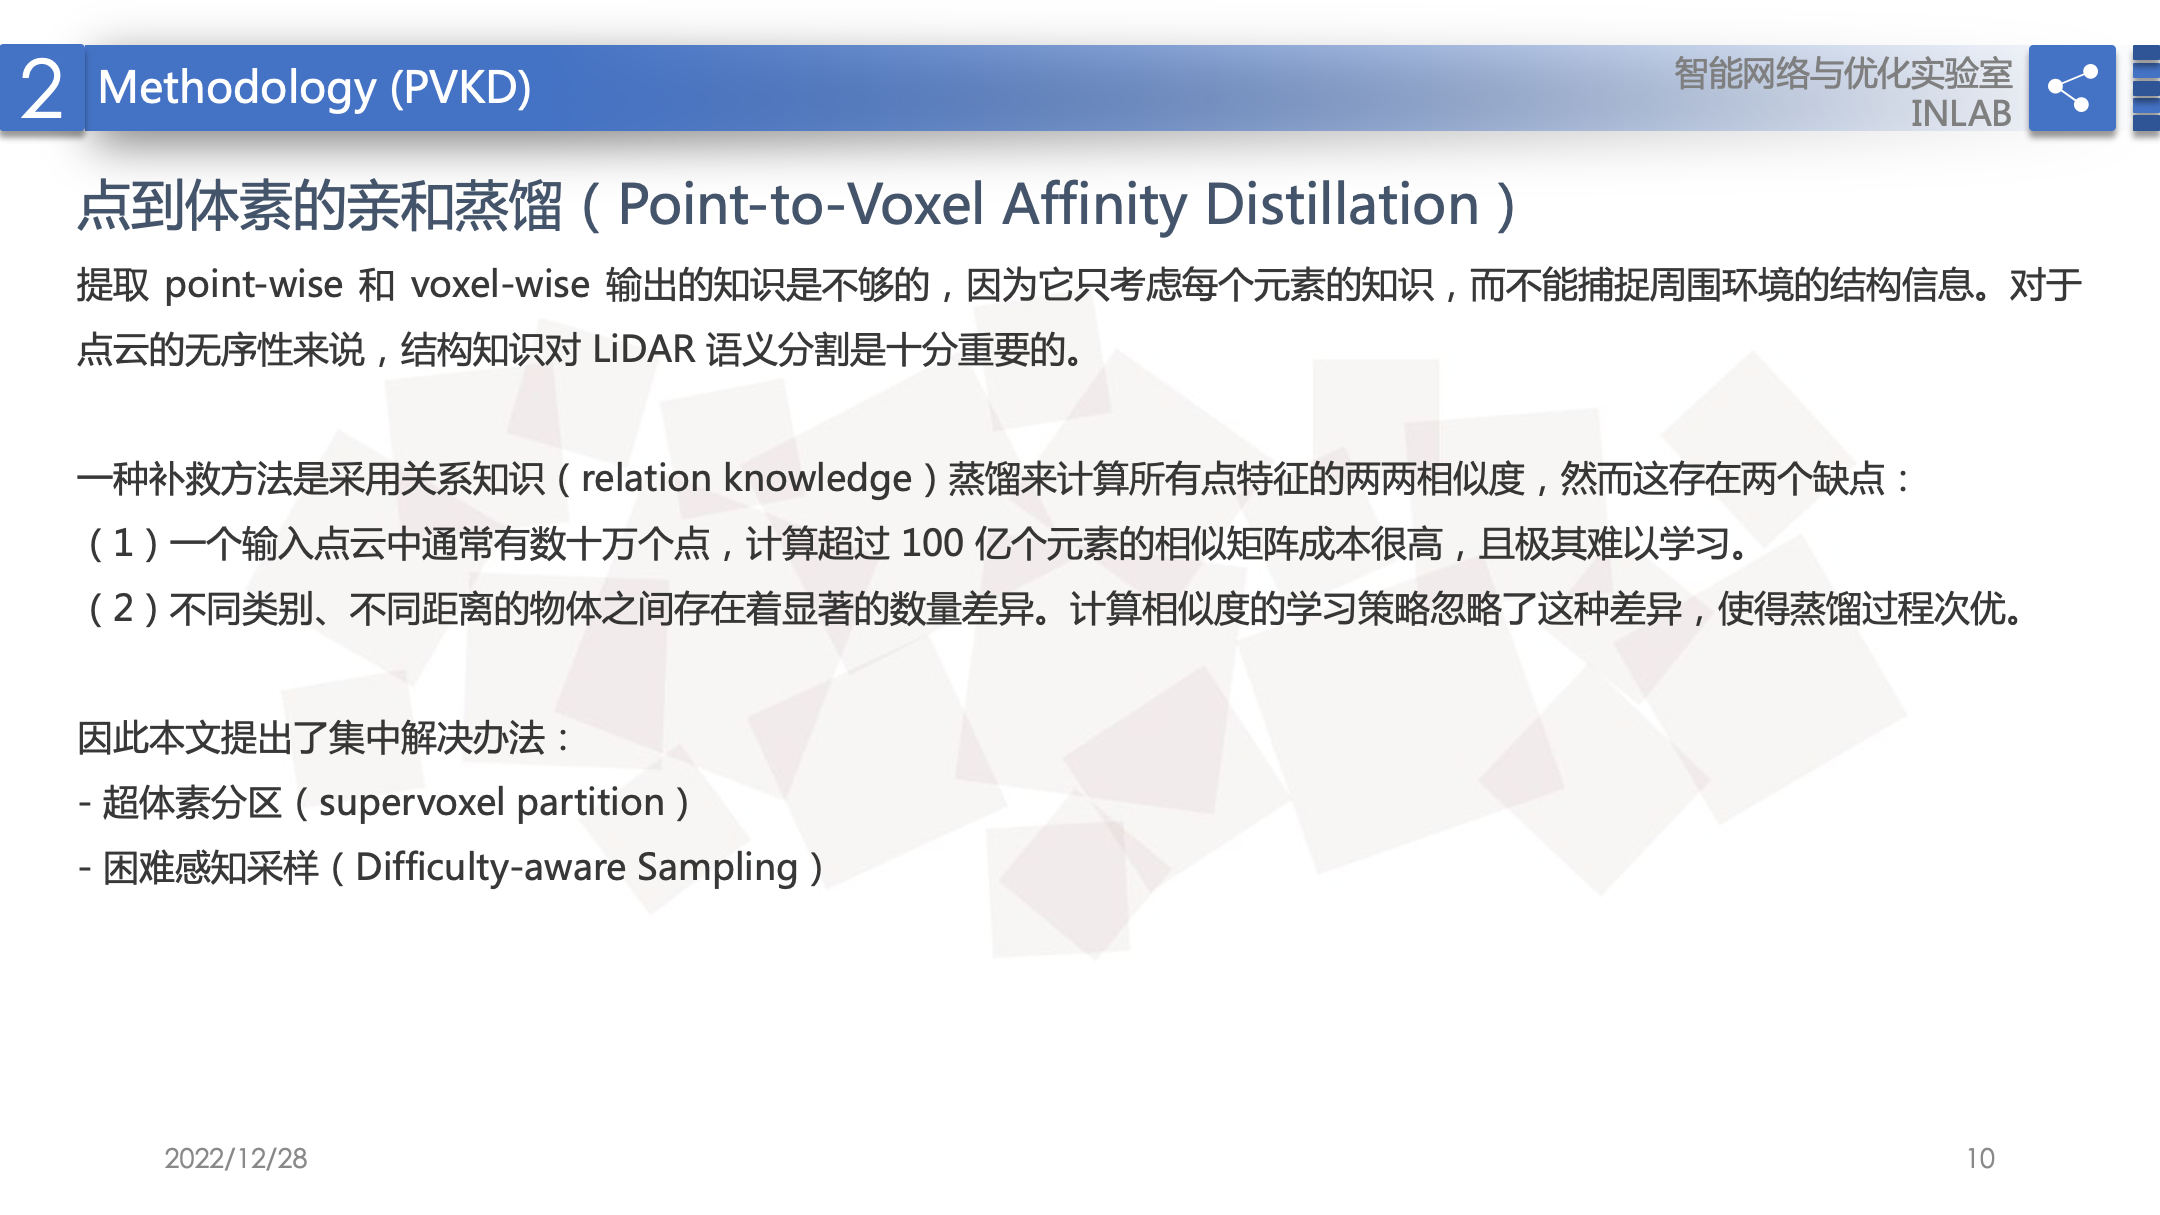 2
Methodology (PVKD)
智能网络与优化实验室
INLAB
点到体素的亲和蒸馏（Point-to-Voxel Affinity Distillation）
提取 point-wise 和 voxel-wise 输出的知识是不够的，因为它只考虑每个元素的知识，而不能捕捉周围环境的结构信息。对于
点云的无序性来说，结构知识对 LiDAR 语义分割是十分重要的。
一种补救方法是采用关系知识（relation knowledge）蒸馏来计算所有点特征的两两相似度，然而这存在两个缺点：
（1）一个输入点云中通常有数十万个点，计算超过 100 亿个元素的相似矩阵成本很高，且极其难以学习。
（2）不同类别、不同距离的物体之间存在着显著的数量差异。计算相似度的学习策略忽略了这种差异，使得蒸馏过程次优。
因此本文提出了集中解决办法：
- 超体素分区（supervoxel partition）
- 困难感知采样（Difficulty-aware Sampling）
2022/12/28
10